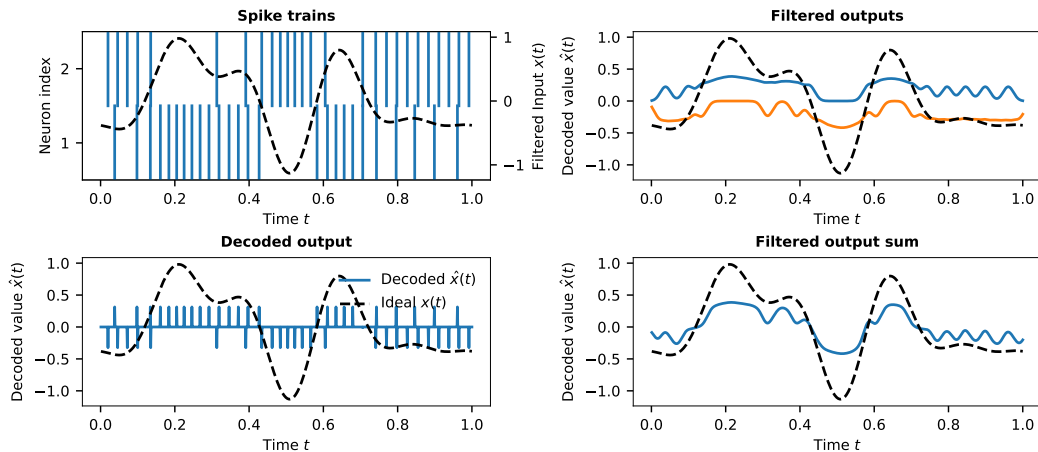 Spike trains
Neuron index
2
1
1
0
−1
Filtered Input x(t)
0.0 0.2 0.4 0.6 0.8 1.0
Time t
Filtered outputs
Decoded value x̂(t)
1.0
0.5
0.0
−0.5
−1.0
0.0 0.2 0.4 0.6 0.8 1.0
Time t
Decoded output
Decoded value x̂(t)
1.0
0.5
0.0
−0.5
−1.0
Decoded x̂(t)
Ideal x(t)
0.0 0.2 0.4 0.6 0.8 1.0
Time t
Filtered output sum
Decoded value x̂(t)
1.0
0.5
0.0
−0.5
−1.0
0.0 0.2 0.4 0.6 0.8 1.0
Time t